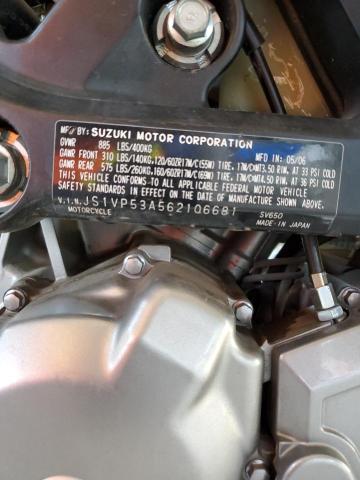 MFD BY: SUZUKI MOTOR CORPORATION
GVWR 885 LBS/400KG MFD IN: 05/06
GAWR FRONT 310 LBS/140KG,120/60ZR17M/C(55W) TIRE, 17M/CXMT3.50 RIM, AT 33 PSI COLD
GAWR REAR 575 LBS/260KG,160/60ZR17M/C(69W) TIRE, 17M/CXMT4.50 RIM, AT 36 PSI COLD
THIS VEHICLE CONFORMS TO ALL APPLICABLE FEDERAL MOTOR VEHICLE
SAFETY STANDARDS IN EFFECT ON THE DATE OF MANUFACTURE SHOWN ABOVE.
V.I.N. JS1VP53A562106681 SV650
MOTORCYCLE MADE IN JAPAN